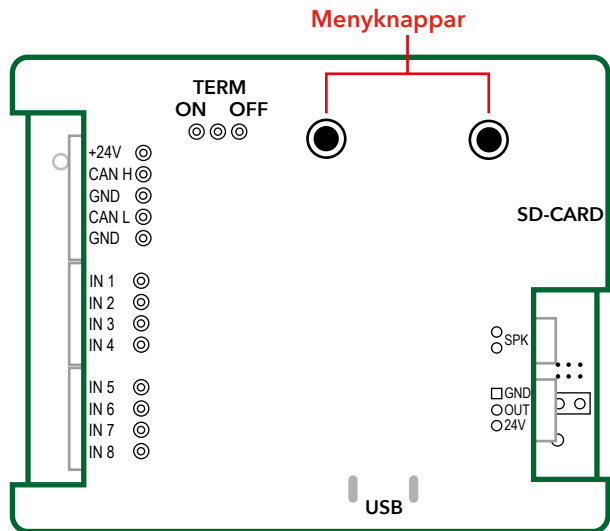 Menyknappar
TERM
ON OFF
+24V
CAN H
GND
CAN L
GND
IN 1
IN 2
IN 3
IN 4
IN 5
IN 6
IN 7
IN 8
SD-CARD
SPK
GND
OUT
24V
USB